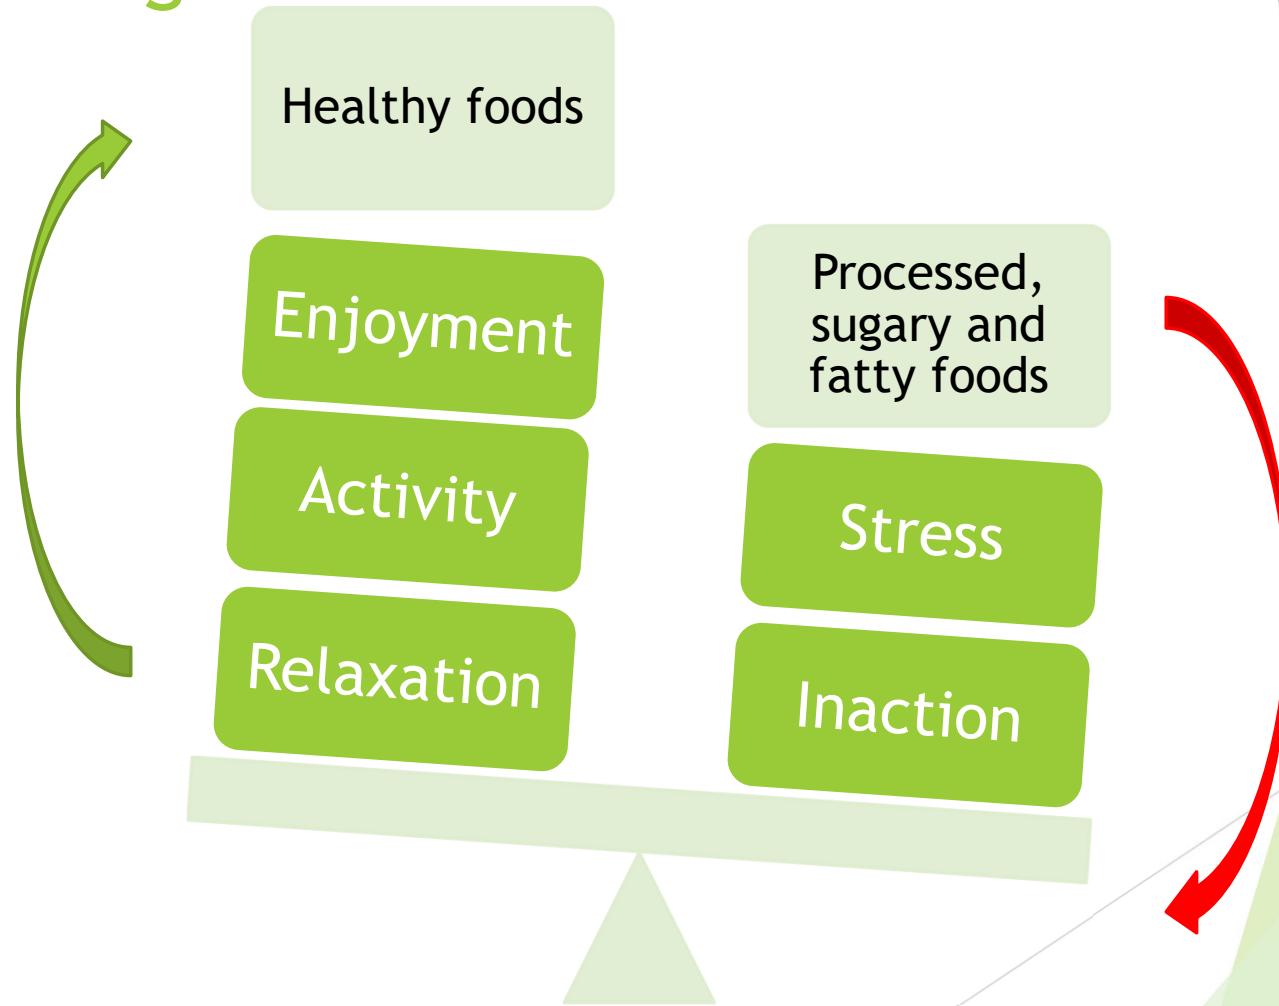 Healthy foods
Enjoyment
Activity
Relaxation
Processed,
sugary and
fatty foods
Stress
Inaction